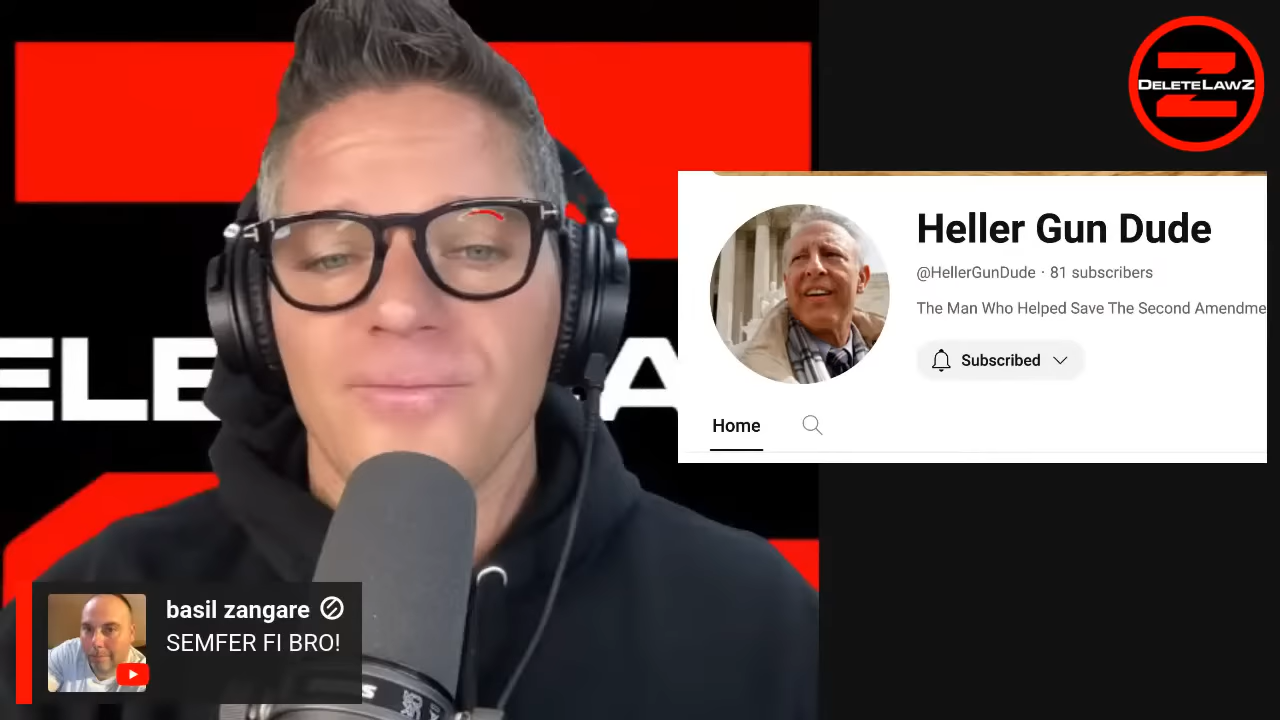 DELETELAWZ
ELE A
Heller Gun Dude
@HellerGunDude · 81 subscribers
The Man Who Helped Save The Second Amendme
Subscribed
Home
basil zangare
SEMFER FI BRO!